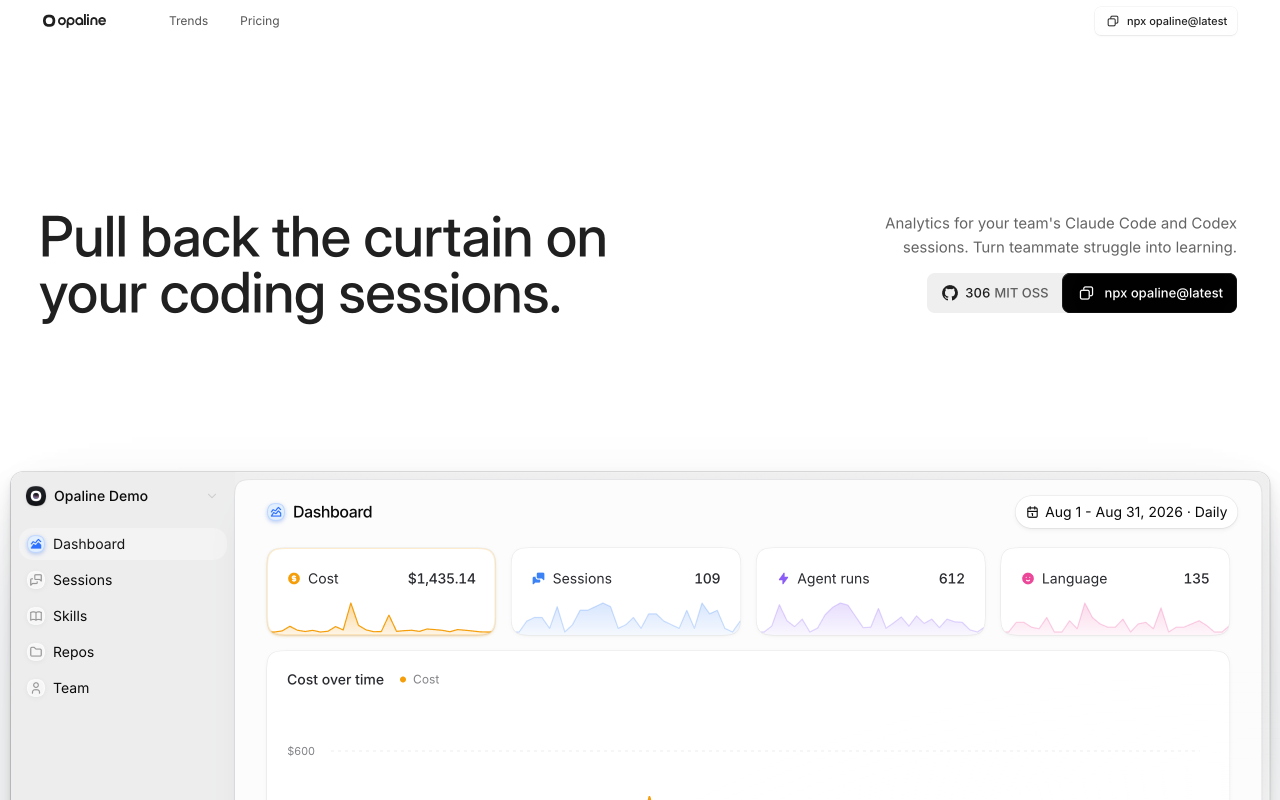 opaline
Trends
Pricing
npx opaline@latest
Pull back the curtain on
your coding sessions.
Analytics for your team's Claude Code and Codex
sessions. Turn teammate struggle into learning.
306 MIT OSS
npx opaline@latest
Opaline Demo
Dashboard
Sessions
Skills
Repos
Team
Dashboard
Aug 1 - Aug 31, 2026 · Daily
Cost
$1,435.14
Sessions
109
Agent runs
612
Language
135
Cost over time
Cost
$600